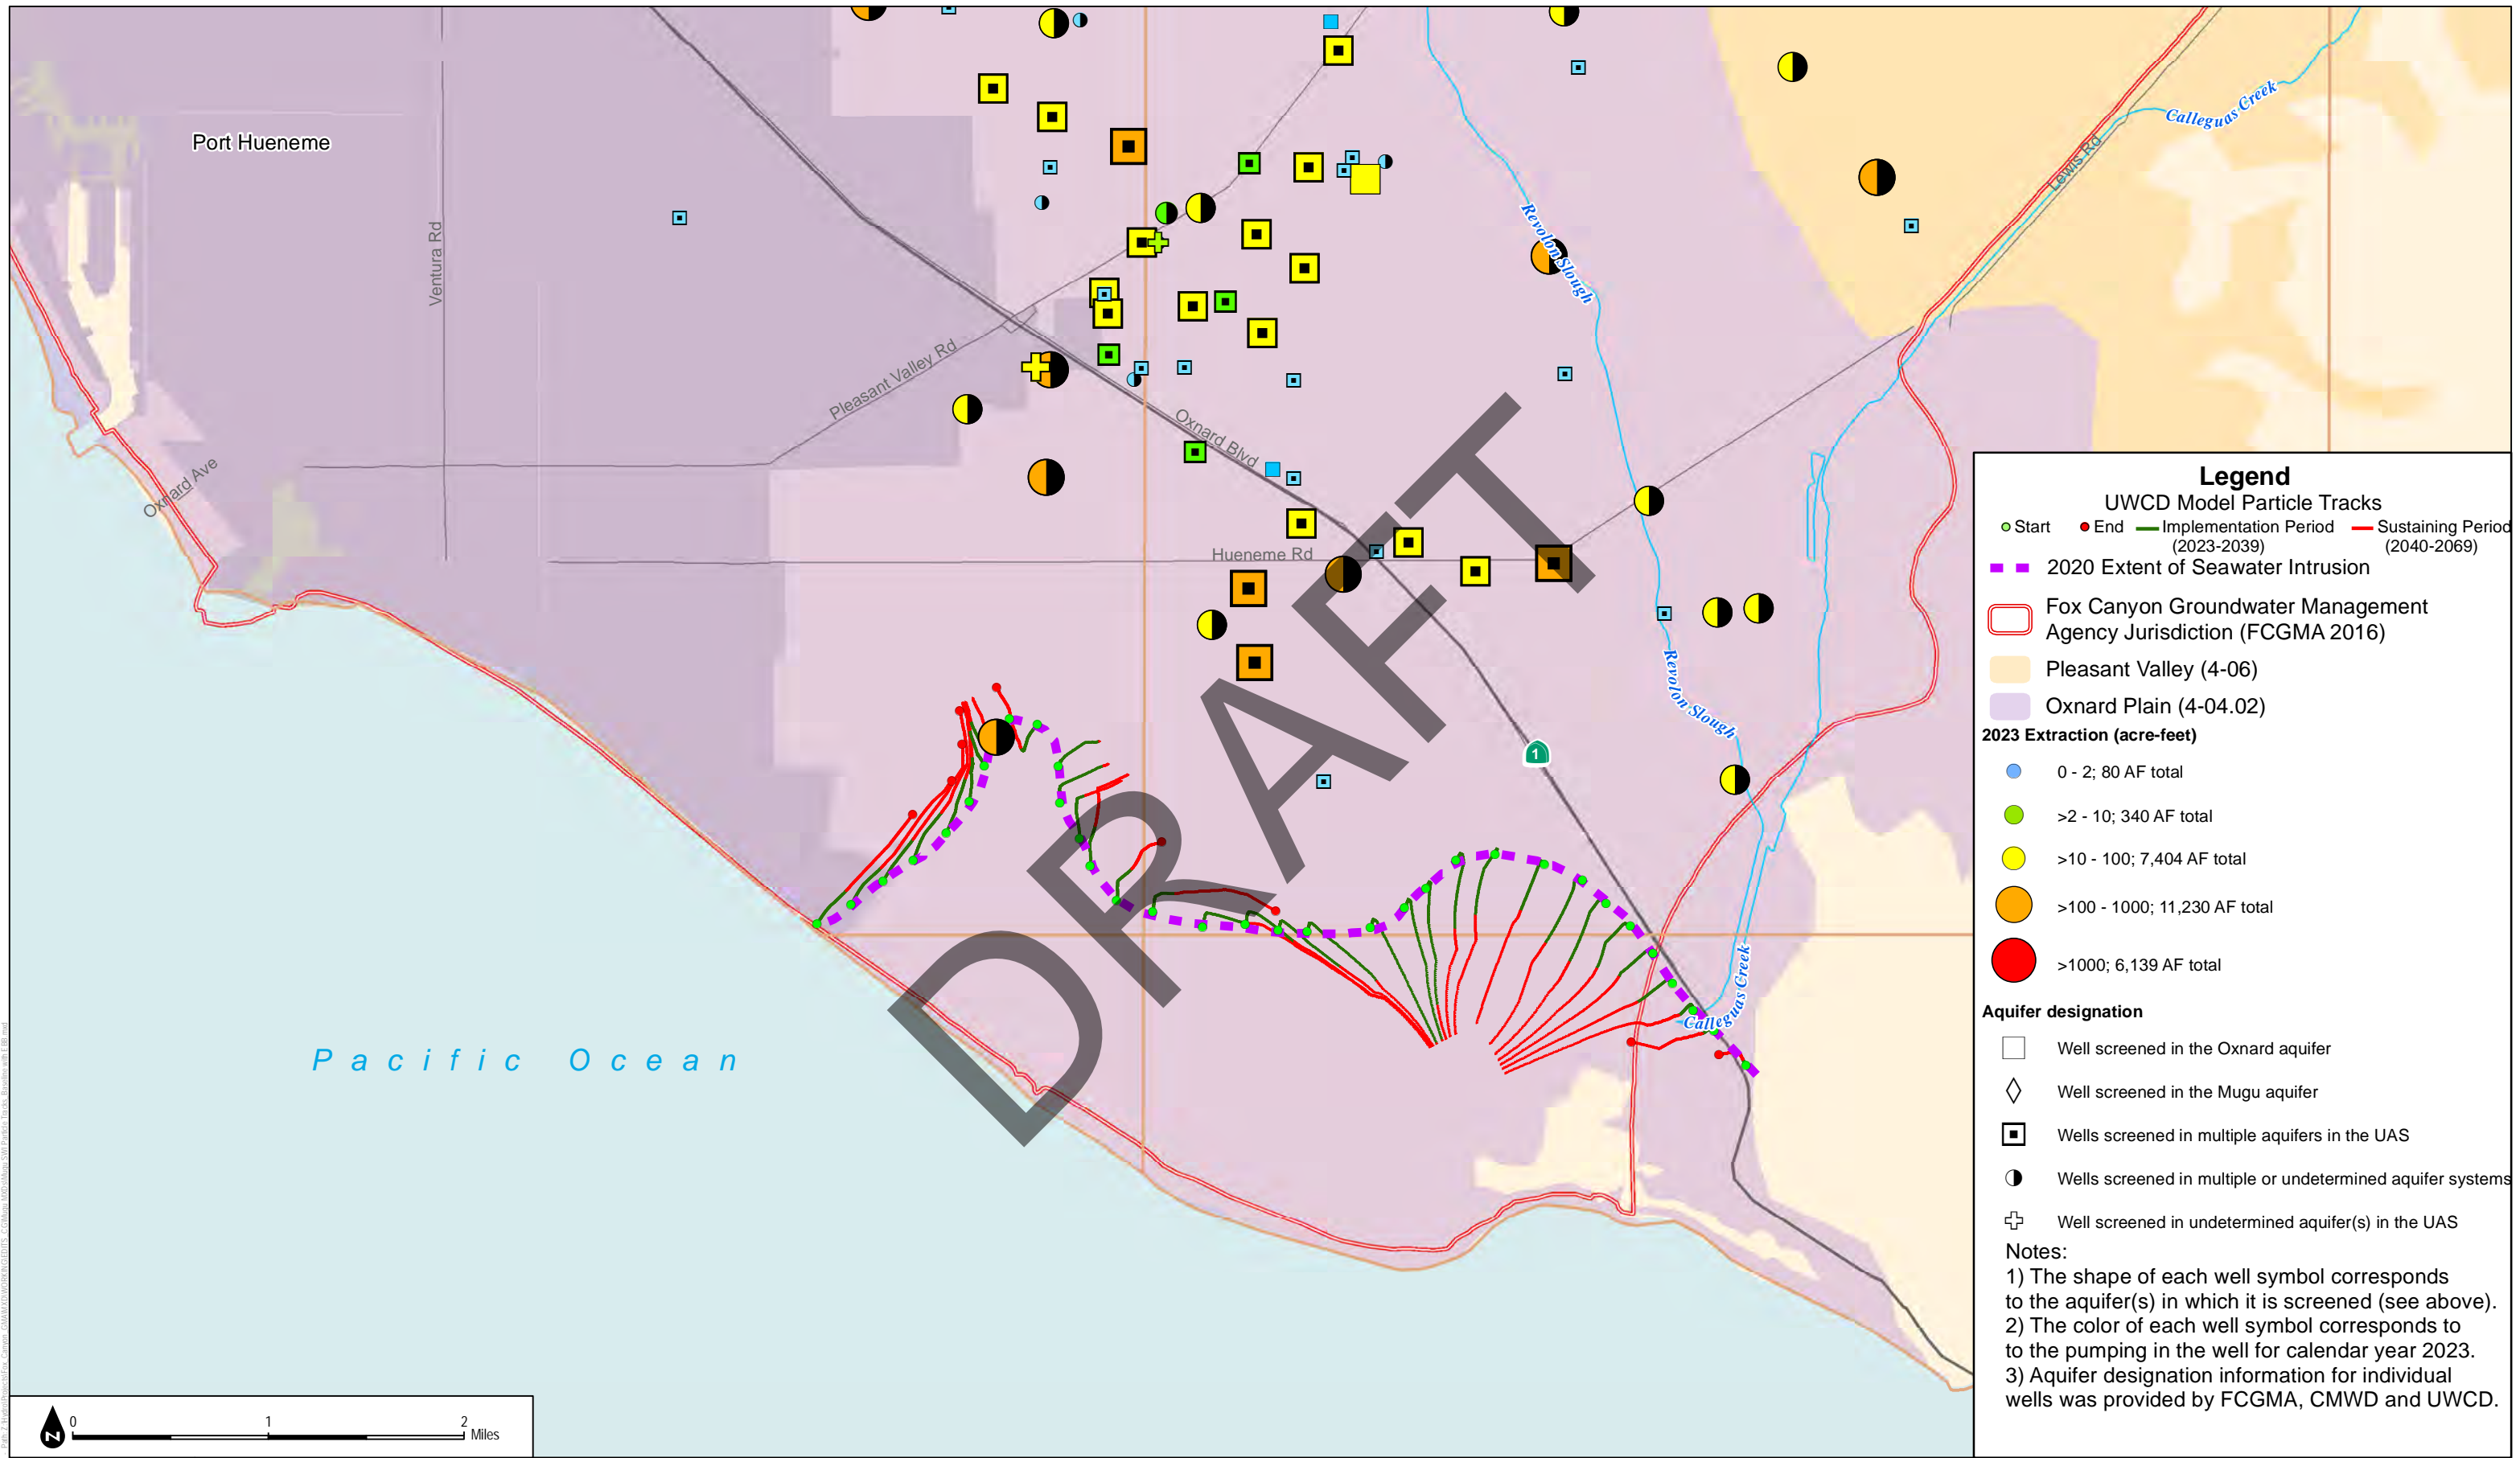 Port Hueneme
Ventura Rd
Oxnard Ave
Pleasant Valley Rd
Oxnard Blvd
Hueneme Rd
Revolon Slough
Revolon Slough
Calleguas Creek
Lewis Rd
1
Calleguas Creek
Pacific Ocean
DRAFT
N
0 1 2
Miles
Legend
UWCD Model Particle Tracks
Start End Implementation Period Sustaining Period
(2023-2039) (2040-2069)
2020 Extent of Seawater Intrusion
Fox Canyon Groundwater Management
Agency Jurisdiction (FCGMA 2016)
Pleasant Valley (4-06)
Oxnard Plain (4-04.02)
2023 Extraction (acre-feet)
0 - 2; 80 AF total
>2 - 10; 340 AF total
>10 - 100; 7,404 AF total
>100 - 1000; 11,230 AF total
>1000; 6,139 AF total
Aquifer designation
Well screened in the Oxnard aquifer
Well screened in the Mugu aquifer
Wells screened in multiple aquifers in the UAS
Wells screened in multiple or undetermined aquifer systems
Well screened in undetermined aquifer(s) in the UAS
Notes:
1) The shape of each well symbol corresponds
to the aquifer(s) in which it is screened (see above).
2) The color of each well symbol corresponds to
to the pumping in the well for calendar year 2023.
3) Aquifer designation information for individual
wells was provided by FCGMA, CMWD and UWCD.